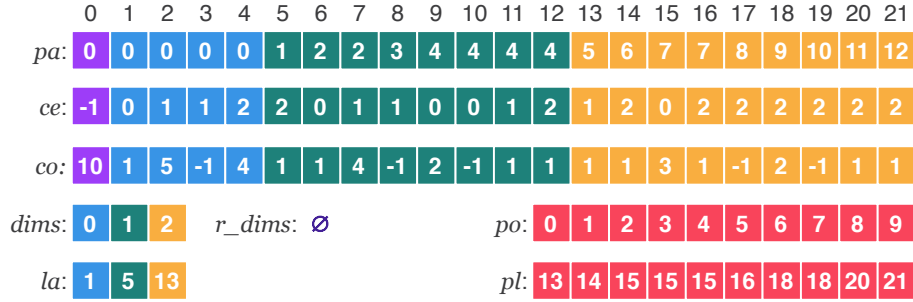 0 1 2 3 4 5 6 7 8 9 10 11 12 13 14 15 16 17 18 19 20 21
pa: 0 0 0 0 0 1 2 2 3 4 4 4 4 5 6 7 7 8 9 10 11 12
ce: -1 0 1 1 2 2 0 1 1 0 0 1 2 1 2 0 2 2 2 2 2 2
co: 10 1 5 -1 4 1 1 4 -1 2 -1 1 1 1 1 3 1 -1 2 -1 1 1
dims: 0 1 2 r_dims: ∅ po: 0 1 2 3 4 5 6 7 8 9
la: 1 5 13 pl: 13 14 15 15 15 16 18 18 20 21